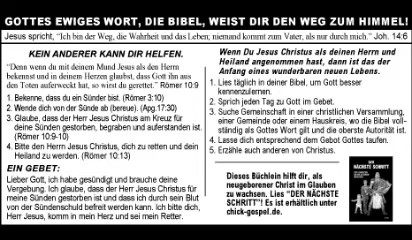 GOTTES EWIGES WORT, DIE BIBEL, WEIST DIR DEN WEG ZUM HIMMEL!
Jesus spricht, "Ich bin der Weg, die Wahrheit und das Leben; niemand kommt zum Vater, als nur durch mich." Joh. 14:6
KEIN ANDERER KANN DIR HELFEN.
"Denn wenn du mit deinem Mund Jesus als den Herrn
bekennst und in deinem Herzen glaubst, dass Gott ihn aus
den Toten auferweckt hat, so wirst du gerettet." Römer 10:9
1. Bekenne, dass du ein Sünder bist. (Römer 3:10)
2. Wende dich von der Sünde ab (bereue). (Apg.17:30)
3. Glaube, dass der Herr Jesus Christus am Kreuz für
deine Sünden gestorben, begraben und auferstanden ist.
(Römer 10:9-10)
4. Bitte den Herrn Jesus Christus, dich zu retten und dein
Heiland zu werden. (Römer 10:13)
EIN GEBET:
Lieber Gott, ich habe gesündigt und brauche deine
Vergebung. Ich glaube, dass der Herr Jesus Christus für
meine Sünden gestorben ist und dass ich durch sein Blut
von der Sündenschuld befreit werden kann. Ich bitte dich,
Herr Jesus, komm in mein Herz und sei mein Retter.
Wenn Du Jesus Christus als deinen Herrn und
Heiland angenommen hast, dann ist das der
Anfang eines wunderbaren neuen Lebens.
1. Lies täglich in deiner Bibel, um Gott besser
kennenzulernen.
2. Sprich jeden Tag zu Gott im Gebet.
3. Suche Gemeinschaft in einer christlichen Versammlung,
einer Gemeinde oder einem Hauskreis, wo die Bibel voll-
ständig als Gottes Wort gilt und die oberste Autorität ist.
4. Lasse dich entsprechend dem Gebot Gottes taufen.
5. Erzähle auch anderen von Christus.
Dieses Büchlein hilft dir, als
neugeborener Christ im Glauben
zu wachsen. Lies "DER NÄCHSTE
SCHRITT"! Es ist erhältlich unter
chick-gospel.de.
DER
NÄCHSTE SCHRITT